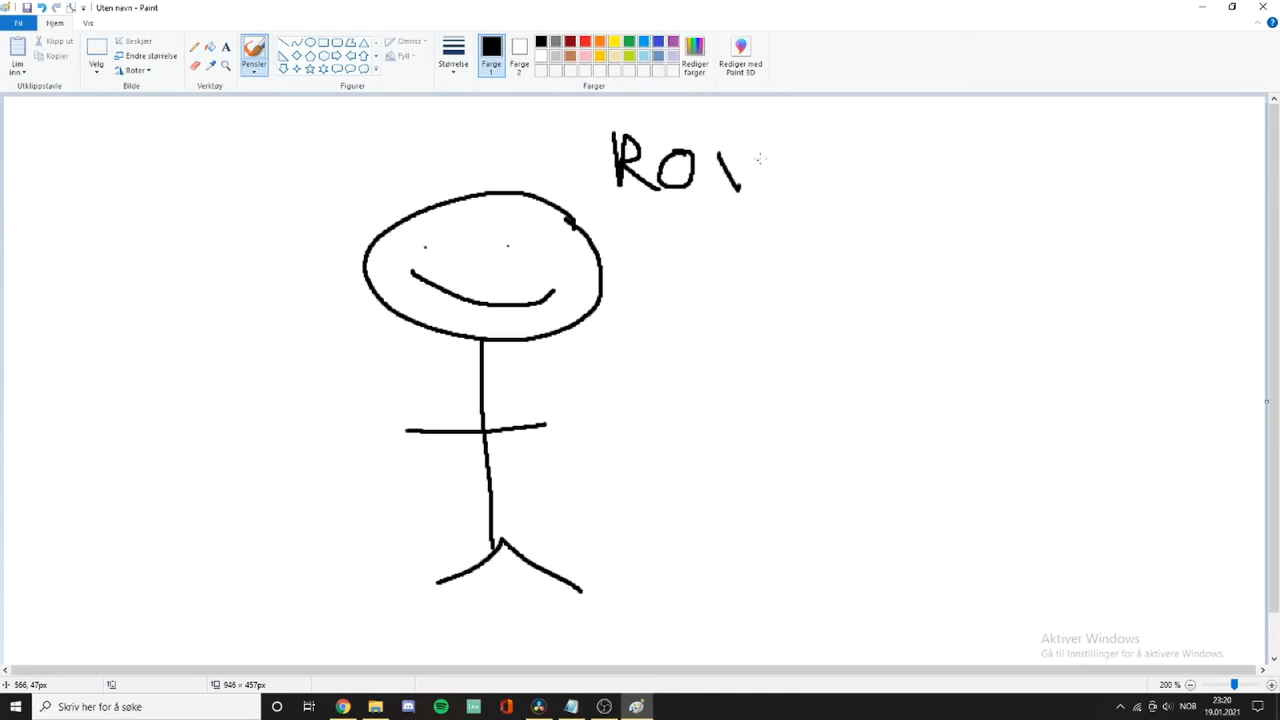 Uten navn - Paint
Fil Hjem Vis
Lim inn
Klipp ut
Kopier
Utklippstavle
Velg
Beskjær
Endre størrelse
Roter
Bilde
A
Verktøy
Pensler
Omriss
Fyll
Figurer
Størrelse
Farge 1
Farge 2
Rediger farger
Farger
Rediger med Paint 3D
RO\
Aktiver Windows
Gå til Innstillinger for å aktivere Windows.
566, 47px
946 × 457px
200 %
Skriv her for å søke
NOB
23:20
19.01.2021